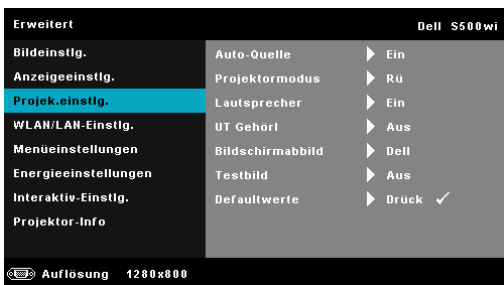 Erweitert Dell S500wi
Bildeinstlg.
Anzeigeeinstlg.
Projek.einstlg.
WLAN/LAN-Einstlg.
Menüeinstellungen
Energieeinstellungen
Interaktiv-Einstlg.
Projektor-Info
Auto-Quelle Ein
Projektormodus Rü
Lautsprecher Ein
UT Gehörl Aus
Bildschirmabbild Dell
Testbild Aus
Defaultwerte Drück
Auflösung 1280x800